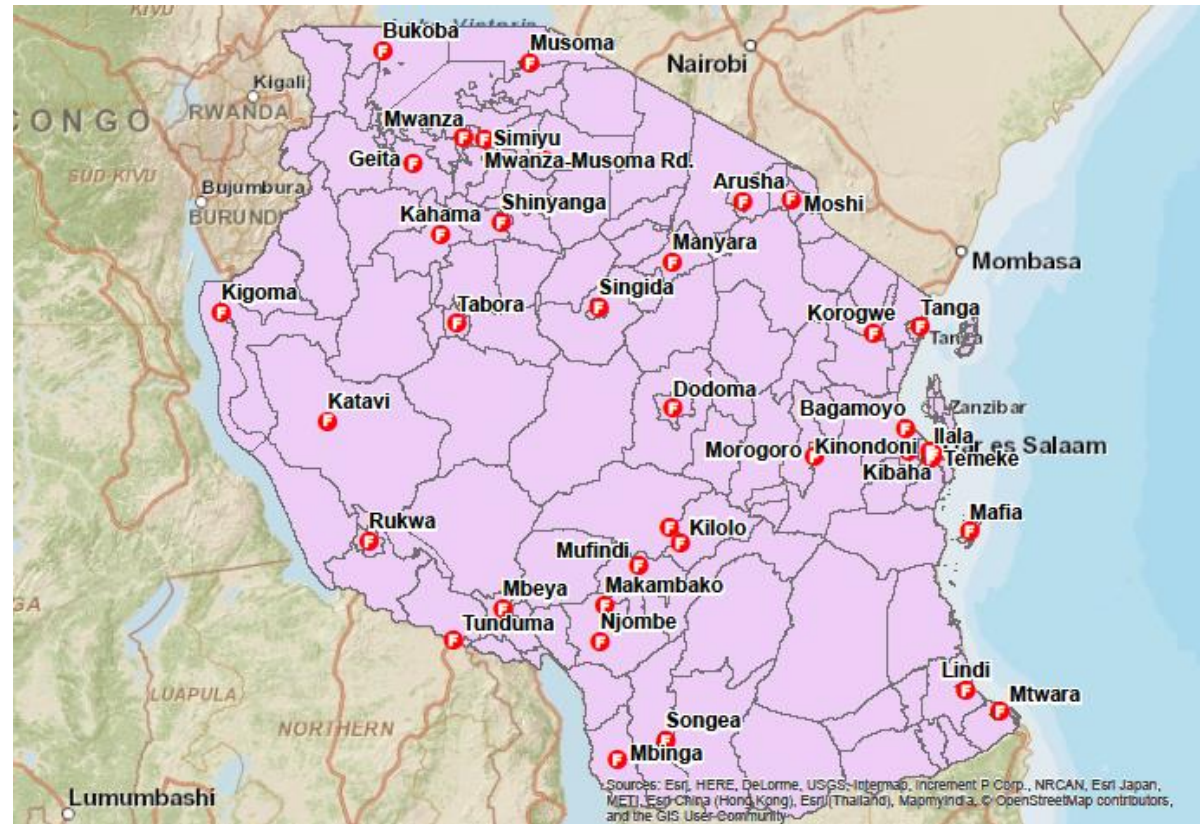 KIVU
Bukoba
Musoma
Nairobi
Kigali
RWANDA
CONGO
Mwanza
Simiyu
Geita
Mwanza-Musoma Rd.
SUD-KIVU
Bujumbura
Arusha
Moshi
BURUNDI
Kahama
Shinyanga
Manyara
Mombasa
Kigoma
Singida
Tabora
Korogwe
Tanga
Tanga
Katavi
Dodoma
Bagamoyo
Zanzibar
Ilala
Dar es Salaam
Morogoro
Kinondoni
Temeke
Kibaha
Rukwa
Mafia
Kilolo
Mufindi
Mbeya
Makambako
Tunduma
Njombe
LUAPULA
Lindi
Mtwara
NORTHERN
Songea
Mbinga
Lumumbashi
Sources: Esri, HERE, DeLorme, USGS, Intermap, increment P Corp., NRCAN, Esri Japan,
METI, Esri China (Hong Kong), Esri (Thailand), MapmyIndia, © OpenStreetMap contributors,
and the GIS User Community